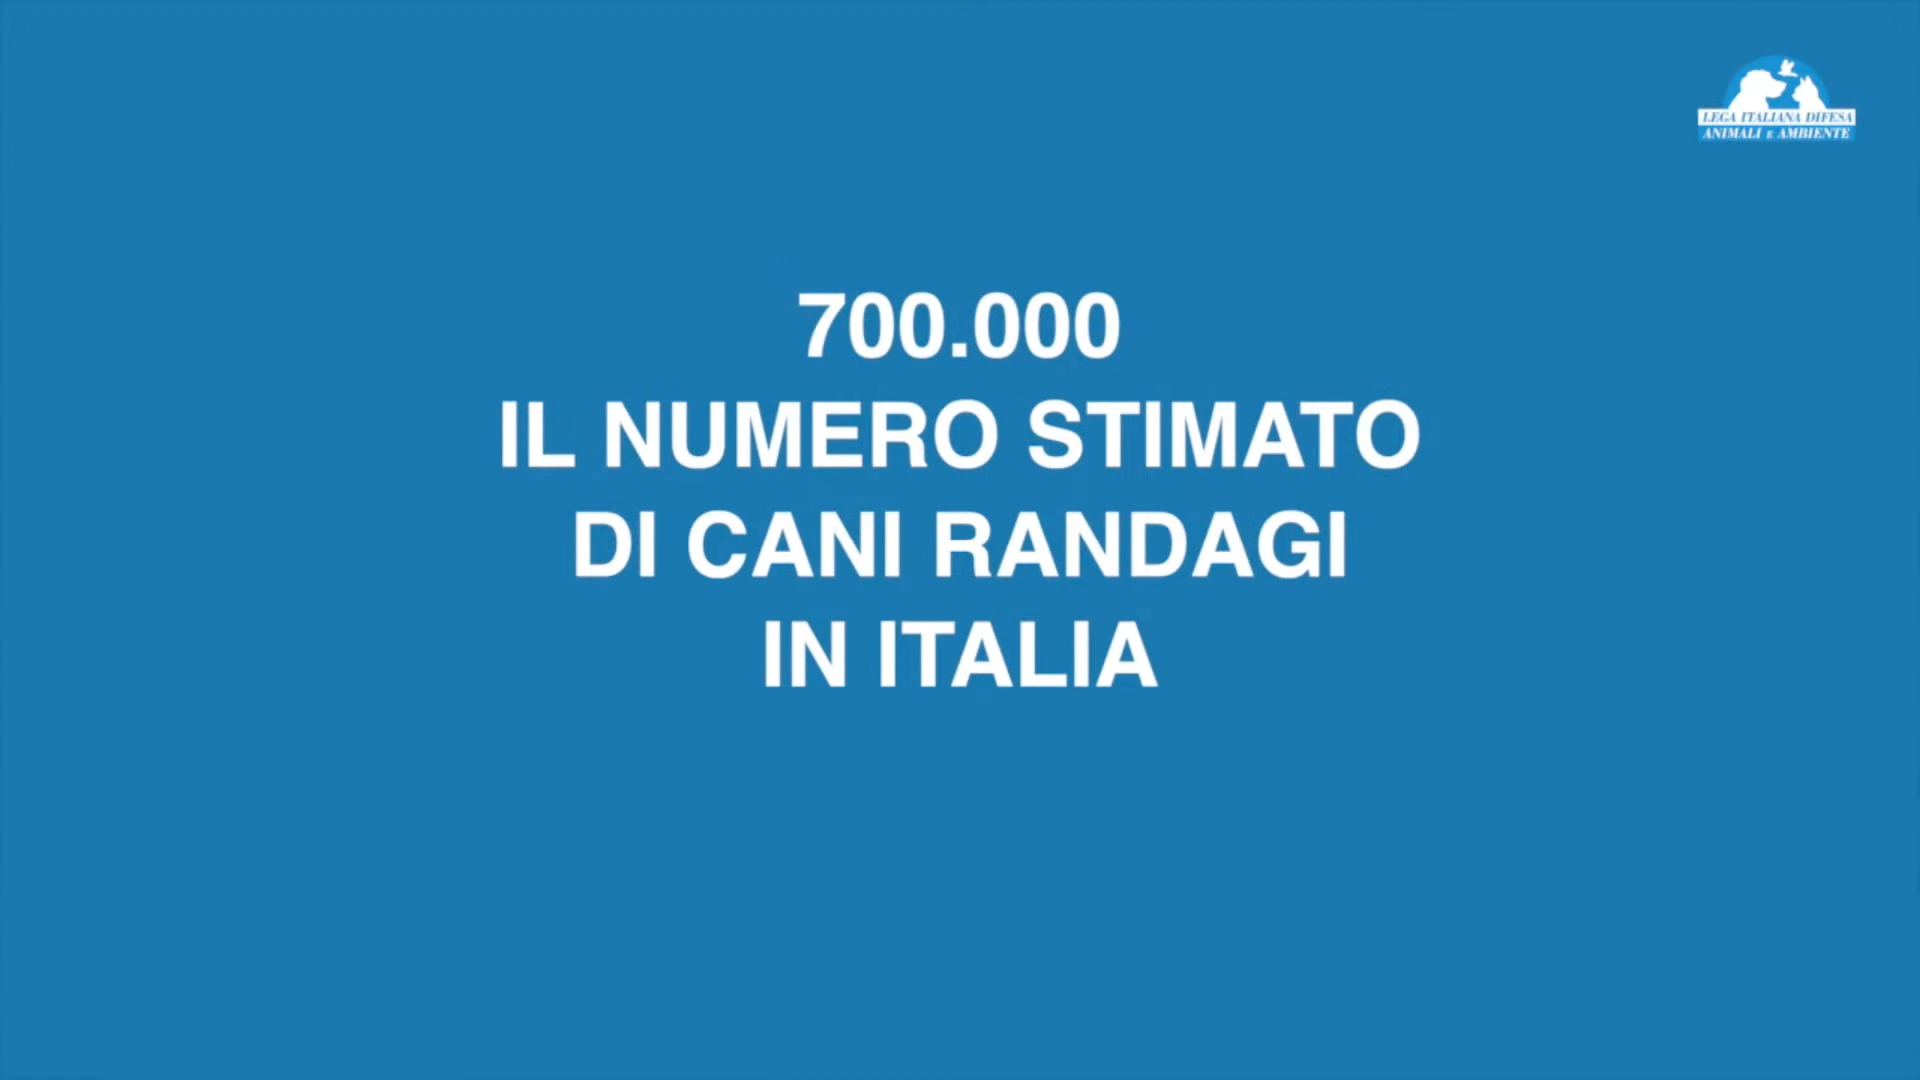 LEGA ITALIANA DIFESA
ANIMALI E AMBIENTE
700.000
IL NUMERO STIMATO
DI CANI RANDAGI
IN ITALIA